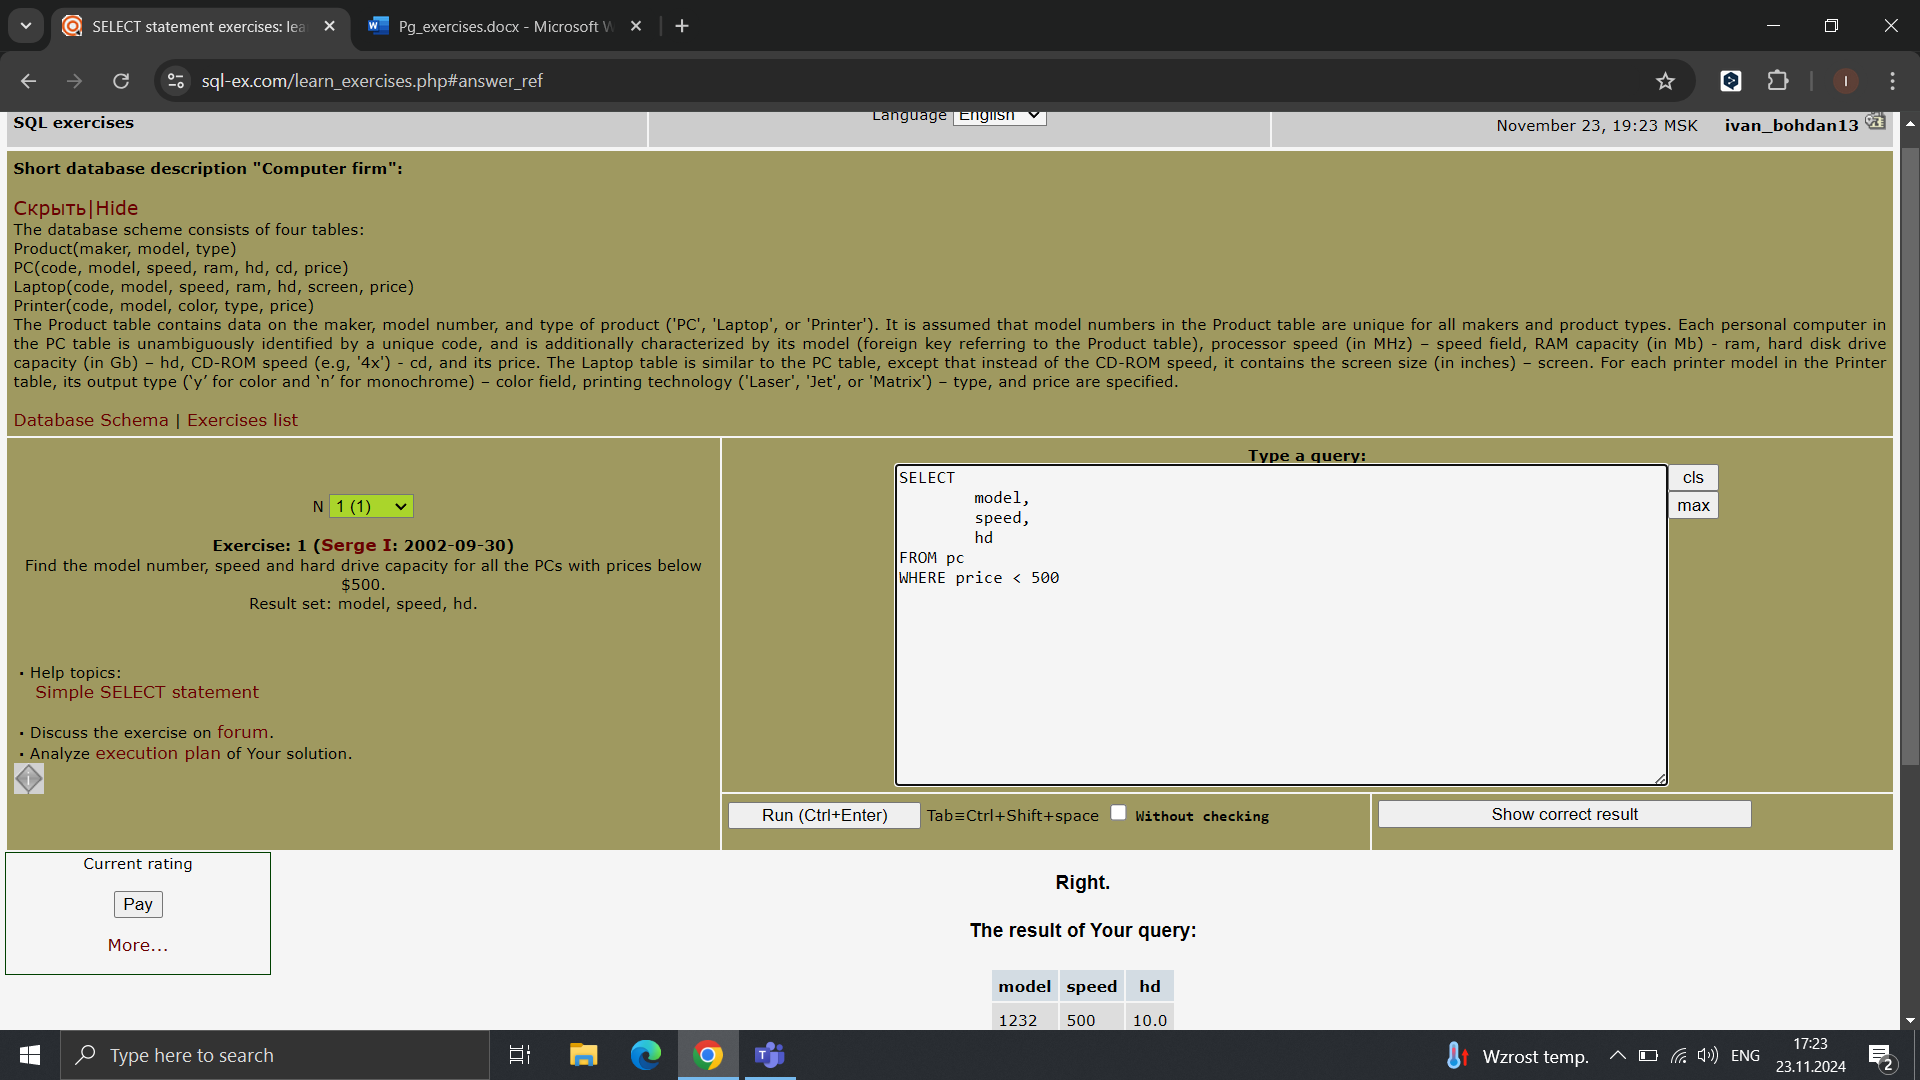 SELECT statement exercises: lea
Pg_exercises.docx - Microsoft W
sql-ex.com/learn_exercises.php#answer_ref
I
SQL exercises
Language English
November 23, 19:23 MSK ivan_bohdan13
Short database description "Computer firm":
Скрыть|Hide
The database scheme consists of four tables:
Product(maker, model, type)
PC(code, model, speed, ram, hd, cd, price)
Laptop(code, model, speed, ram, hd, screen, price)
Printer(code, model, color, type, price)
The Product table contains data on the maker, model number, and type of product ('PC', 'Laptop', or 'Printer'). It is assumed that model numbers in the Product table are unique for all makers and product types. Each personal computer in
the PC table is unambiguously identified by a unique code, and is additionally characterized by its model (foreign key referring to the Product table), processor speed (in MHz) – speed field, RAM capacity (in Mb) - ram, hard disk drive
capacity (in Gb) – hd, CD-ROM speed (e.g, '4x') - cd, and its price. The Laptop table is similar to the PC table, except that instead of the CD-ROM speed, it contains the screen size (in inches) – screen. For each printer model in the Printer
table, its output type (‘y’ for color and ‘n’ for monochrome) – color field, printing technology ('Laser', 'Jet', or 'Matrix') – type, and price are specified.
Database Schema | Exercises list
N 1 (1)
Exercise: 1 (Serge I: 2002-09-30)
Find the model number, speed and hard drive capacity for all the PCs with prices below
$500.
Result set: model, speed, hd.
· Help topics:
Simple SELECT statement
· Discuss the exercise on forum.
· Analyze execution plan of Your solution.
Type a query:
SELECT
model,
speed,
hd
FROM pc
WHERE price < 500
cls
max
Run (Ctrl+Enter) Tab≡Ctrl+Shift+space Without checking
Show correct result
Current rating
Pay
More...
Right.
The result of Your query:
model speed hd
1232 500 10.0
Type here to search
Wzrost temp.
ENG
17:23
23.11.2024
2